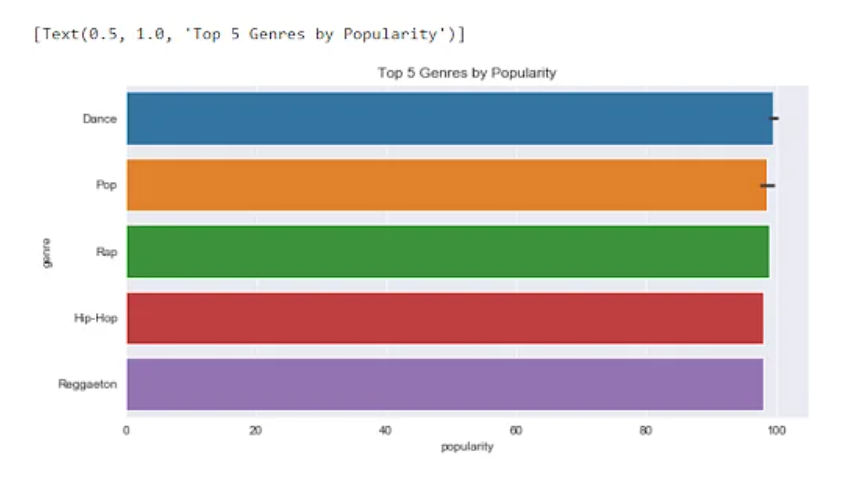 [Text(0.5, 1.0, 'Top 5 Genres by Popularity')]
Top 5 Genres by Popularity
Dance
Pop
Rap
Hip-Hop
Reggaeton
genre
0 20 40 60 80 100
popularity